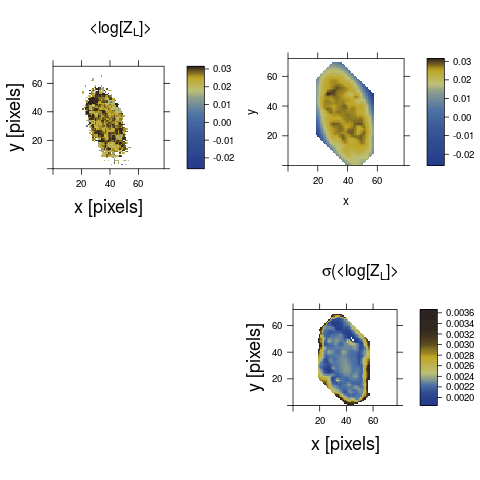 <log[Z_L]>
y [pixels]
60
40
20
20 40 60
x [pixels]
0.03
0.02
0.01
0.00
-0.01
-0.02
y
60
40
20
20 40 60
x
0.03
0.02
0.01
0.00
-0.01
-0.02
σ(<log[Z_L]>
y [pixels]
60
40
20
20 40 60
x [pixels]
0.0036
0.0034
0.0032
0.0030
0.0028
0.0026
0.0024
0.0022
0.0020